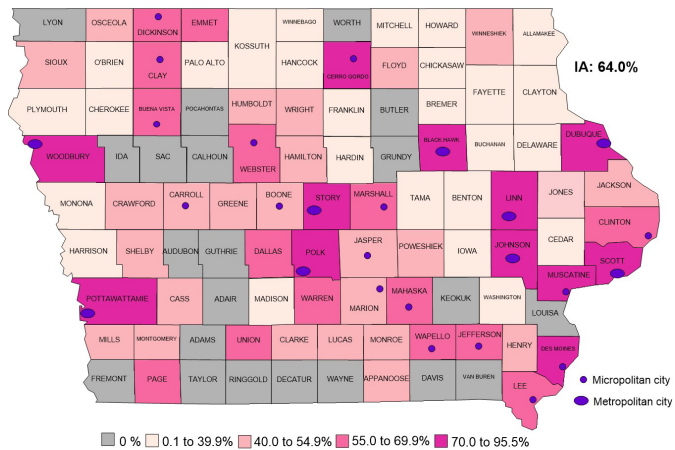 LYON OSCEOLA DICKINSON EMMET WINNEBAGO WORTH MITCHELL HOWARD WINNESHIEK ALLAMAKEE
KOSSUTH
SIOUX O'BRIEN CLAY PALO ALTO HANCOCK CERRO GORDO FLOYD CHICKASAW
IA: 64.0%
FAYETTE CLAYTON
PLYMOUTH CHEROKEE BUENA VISTA POCAHONTAS HUMBOLDT WRIGHT FRANKLIN BUTLER BREMER
WOODBURY IDA SAC CALHOUN WEBSTER HAMILTON HARDIN GRUNDY BLACK HAWK BUCHANAN DELAWARE DUBUQUE
MONONA CRAWFORD CARROLL GREENE BOONE STORY MARSHALL TAMA BENTON LINN JONES JACKSON
CLINTON
HARRISON SHELBY AUDUBON GUTHRIE DALLAS POLK JASPER POWESHIEK IOWA JOHNSON CEDAR SCOTT
MUSCATINE
POTTAWATTAMIE CASS ADAIR MADISON WARREN MARION MAHASKA KEOKUK WASHINGTON LOUISA
MILLS MONTGOMERY ADAMS UNION CLARKE LUCAS MONROE WAPELLO JEFFERSON HENRY DES MOINES
FREMONT PAGE TAYLOR RINGGOLD DECATUR WAYNE APPANOOSE DAVIS VAN BUREN LEE
Micropolitan city
Metropolitan city
0 % 0.1 to 39.9% 40.0 to 54.9% 55.0 to 69.9% 70.0 to 95.5%